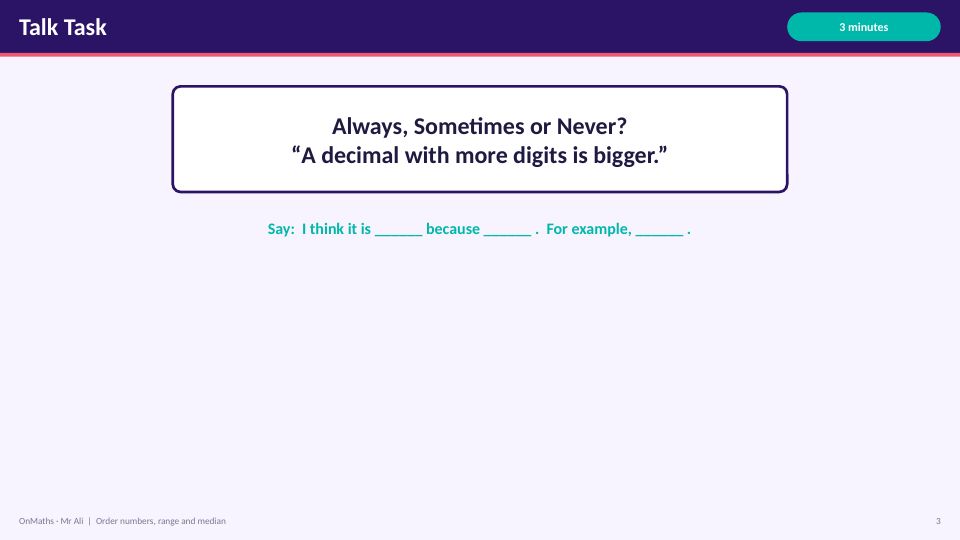 Talk Task
3 minutes
Always, Sometimes or Never?
“A decimal with more digits is bigger.”
Say:  I think it is ______ because ______ .  For example, ______ .
OnMaths - Mr Ali  |  Order numbers, range and median
3